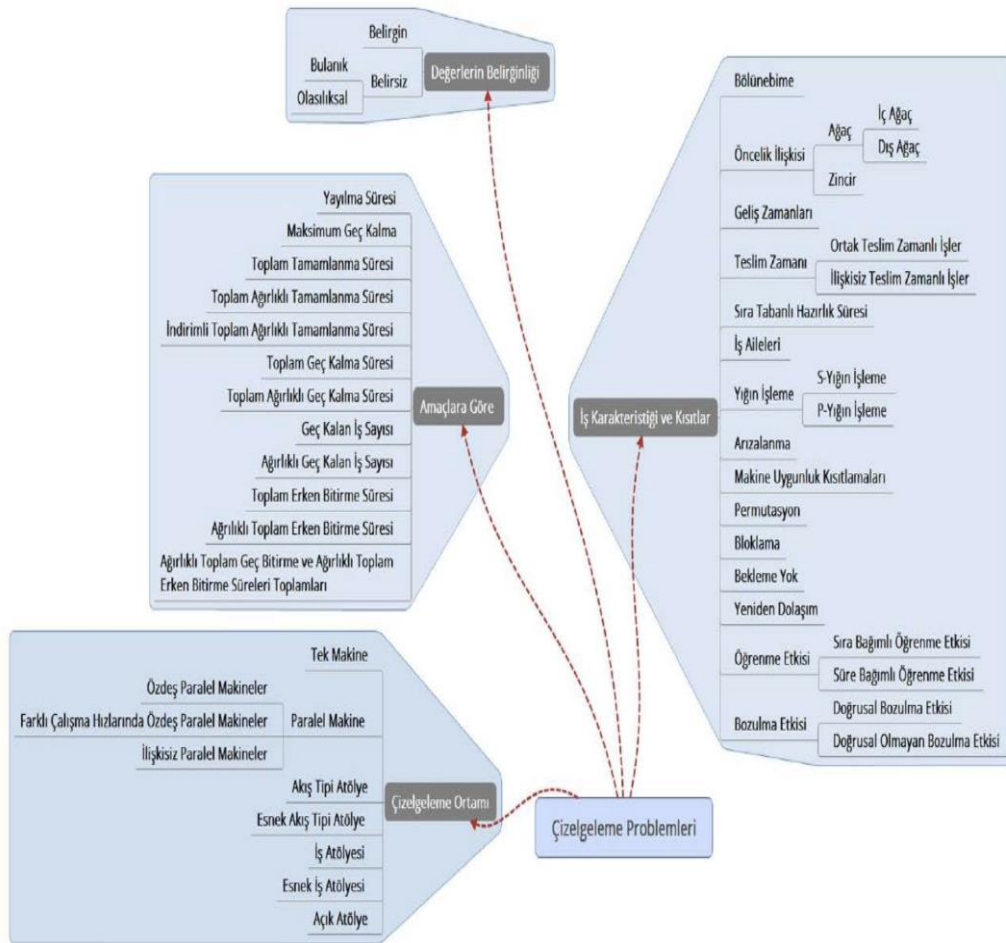 Belirgin
Bulanık
Olasılıksal
Belirsiz
Değerlerin Belirğinliği
Yayılma Süresi
Maksimum Geç Kalma
Toplam Tamamlanma Süresi
Toplam Ağırlıklı Tamamlanma Süresi
İndirimli Toplam Ağırlıklı Tamamlanma Süresi
Toplam Geç Kalma Süresi
Toplam Ağırlıklı Geç Kalma Süresi
Geç Kalan İş Sayısı
Ağırlıklı Geç Kalan İş Sayısı
Toplam Erken Bitirme Süresi
Ağrılıklı Toplam Erken Bitirme Süresi
Ağırlıklı Toplam Geç Bitirme ve Ağırlıklı Toplam
Erken Bitirme Süreleri Toplamları
Amaçlara Göre
Bölünebime
Öncelik İlişkisi
Ağaç
İç Ağaç
Dış Ağaç
Zincir
Geliş Zamanları
Teslim Zamanı
Ortak Teslim Zamanlı İşler
İlişkisiz Teslim Zamanlı İşler
Sıra Tabanlı Hazırlık Süresi
İş Aileleri
Yığın İşleme
S-Yığın İşleme
P-Yığın İşleme
Arızalanma
Makine Uygunluk Kısıtlamaları
Permutasyon
Bloklama
Bekleme Yok
Yeniden Dolaşım
Öğrenme Etkisi
Sıra Bağımlı Öğrenme Etkisi
Süre Bağımlı Öğrenme Etkisi
Bozulma Etkisi
Doğrusal Bozulma Etkisi
Doğrusal Olmayan Bozulma Etkisi
İş Karakteristiği ve Kısıtlar
Tek Makine
Özdeş Paralel Makineler
Farklı Çalışma Hızlarında Özdeş Paralel Makineler
İlişkisiz Paralel Makineler
Paralel Makine
Akış Tipi Atölye
Esnek Akış Tipi Atölye
İş Atölyesi
Esnek İş Atölyesi
Açık Atölye
Çizelgeleme Ortamı
Çizelgeleme Problemleri